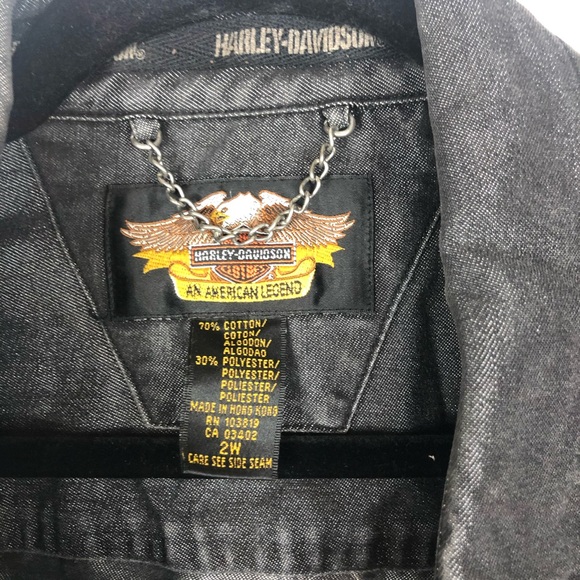 HARLEY-DAVIDSON
HARLEY-DAVIDSON
AN AMERICAN LEGEND
70% COTTON/
COTON/
ALGODON/
ALGODAO
30% POLYESTER/
POLYESTER/
POLIESTER/
POLIESTER
MADE IN HONG KONG
RN 103819
CA 03402
2W
CARE SEE SIDE SEAM